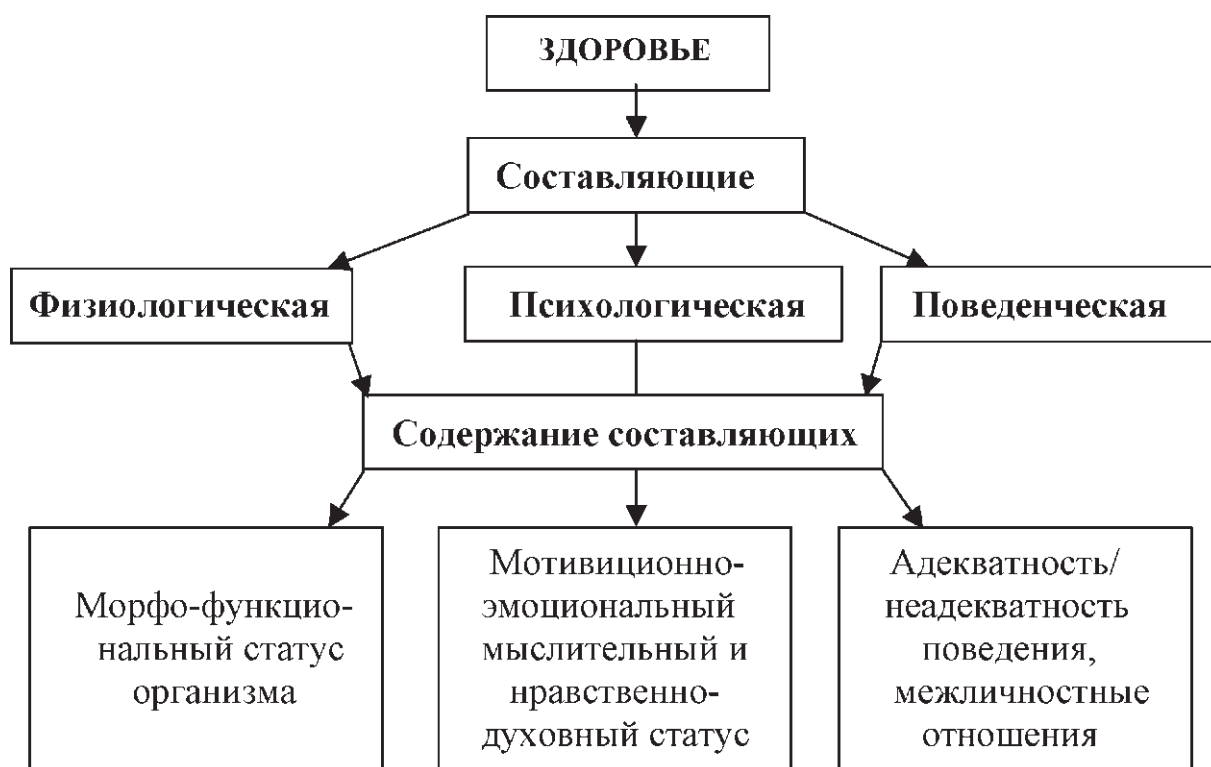 ЗДОРОВЬЕ
Составляющие
Физиологическая
Психологическая
Поведенческая
Содержание составляющих
Морфо-функцио-
нальный статус
организма
Мотивиционно-
эмоциональный
мыслительный и
нравственно-
духовный статус
Адекватность/
неадекватность
поведения,
межличностные
отношения